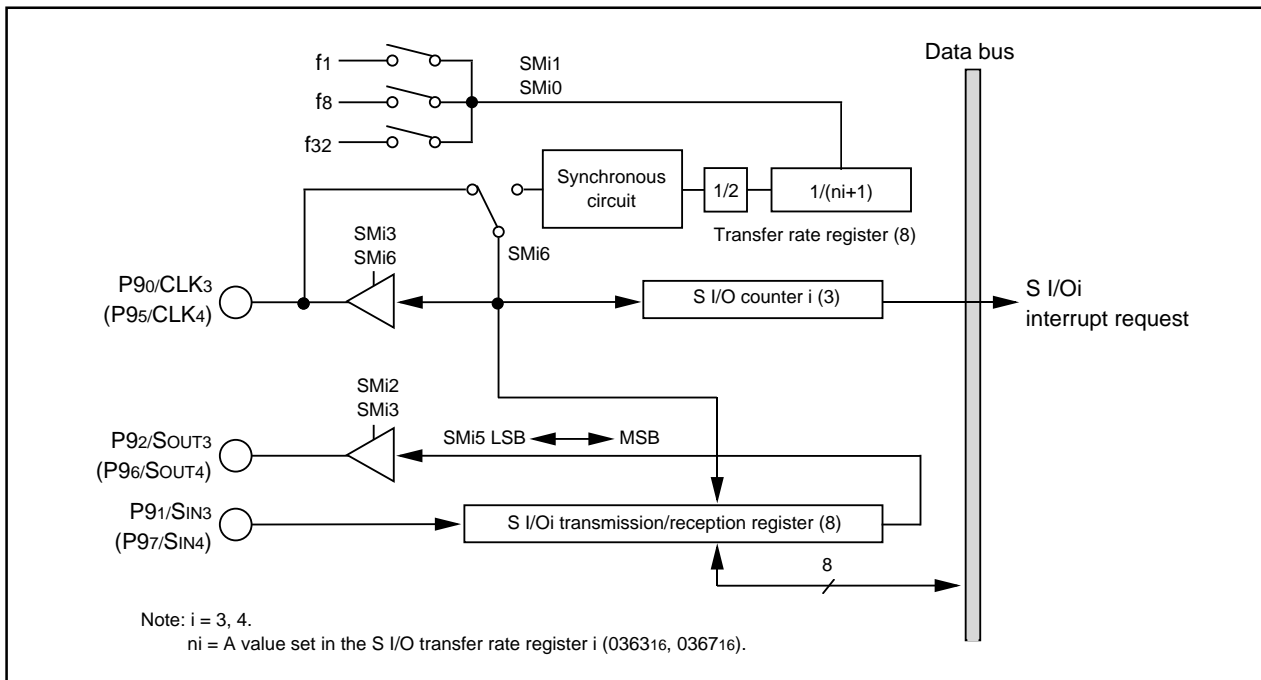 Data bus
f1
SMi1
SMi0
f8
f32
Synchronous
circuit
1/2
1/(ni+1)
Transfer rate register (8)
SMi6
SMi3
SMi6
P90/CLK3
(P95/CLK4)
S I/O counter i (3)
S I/Oi
interrupt request
SMi2
SMi3
SMi5 LSB
MSB
P92/SOUT3
(P96/SOUT4)
P91/SIN3
(P97/SIN4)
S I/Oi transmission/reception register (8)
8
Note: i = 3, 4.
ni = A value set in the S I/O transfer rate register i (036316, 036716).